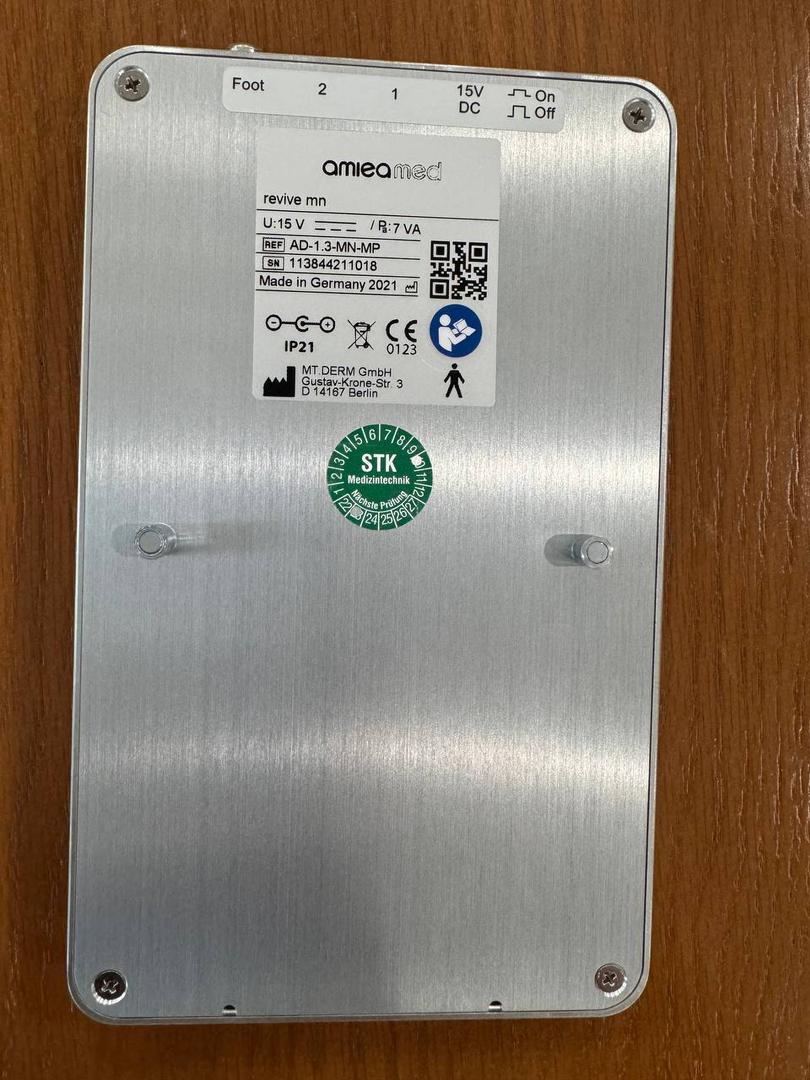 Foot 2 1 15V DC On
Off
amieamed
revive mn
U:15 V / P:7 VA
REF AD-1.3-MN-MP
SN 113844211018
Made in Germany 2021
IP21
CE 0123
MT.DERM GmbH
Gustav-Krone-Str. 3
D 14167 Berlin
1 2 3 4 5 6 7 8 9 11 12
STK
Medizintechnik
Nächste Prüfung
22 24 25 26 27